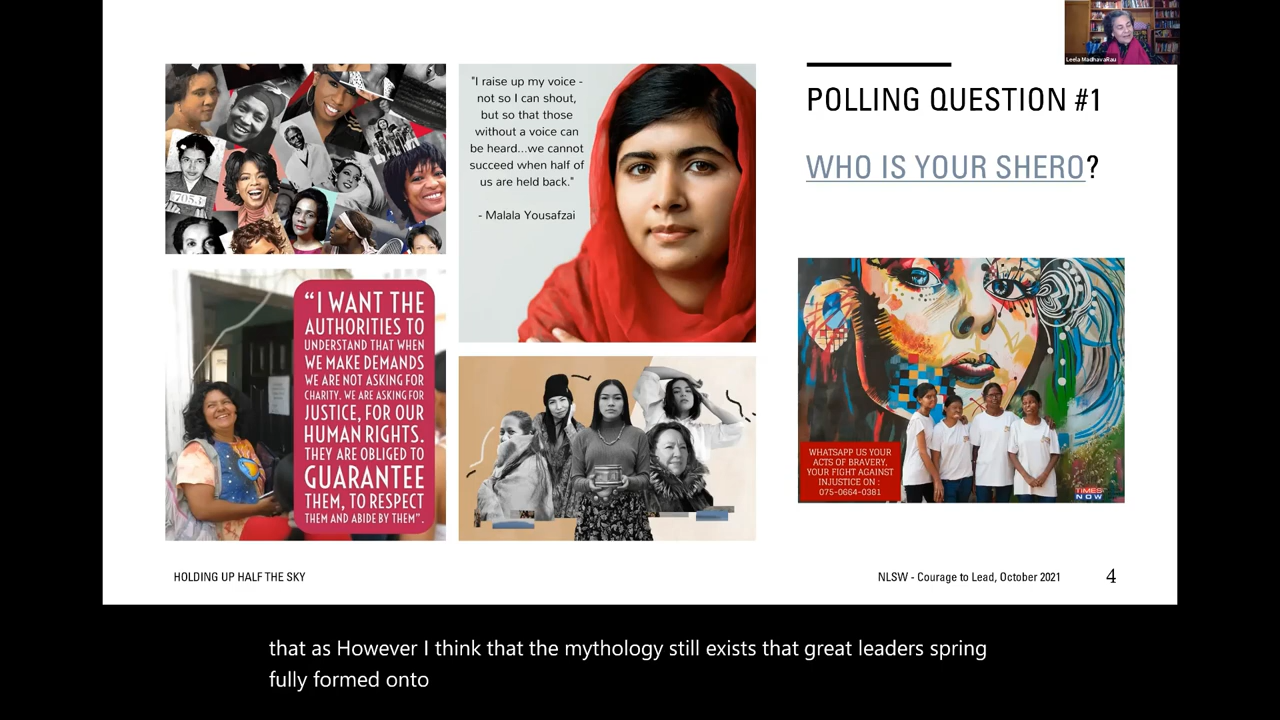 Leela MadhavaRau
7053
"I raise up my voice -
not so I can shout,
but so that those
without a voice can
be heard...we cannot
succeed when half of
us are held back."
- Malala Yousafzai
POLLING QUESTION #1
WHO IS YOUR SHERO?
"I WANT THE
AUTHORITIES TO
UNDERSTAND THAT WHEN
WE MAKE DEMANDS
WE ARE NOT ASKING FOR
CHARITY. WE ARE ASKING FOR
JUSTICE, FOR OUR
HUMAN RIGHTS.
THEY ARE OBLIGED TO
GUARANTEE
THEM, TO RESPECT
THEM AND ABIDE BY THEM".
WHATSAPP US YOUR
ACTS OF BRAVERY,
YOUR FIGHT AGAINST
INJUSTICE ON :
075-0664-0381
TIMES
NOW
HOLDING UP HALF THE SKY
NLSW - Courage to Lead, October 2021
4
that as However I think that the mythology still exists that great leaders spring
fully formed onto